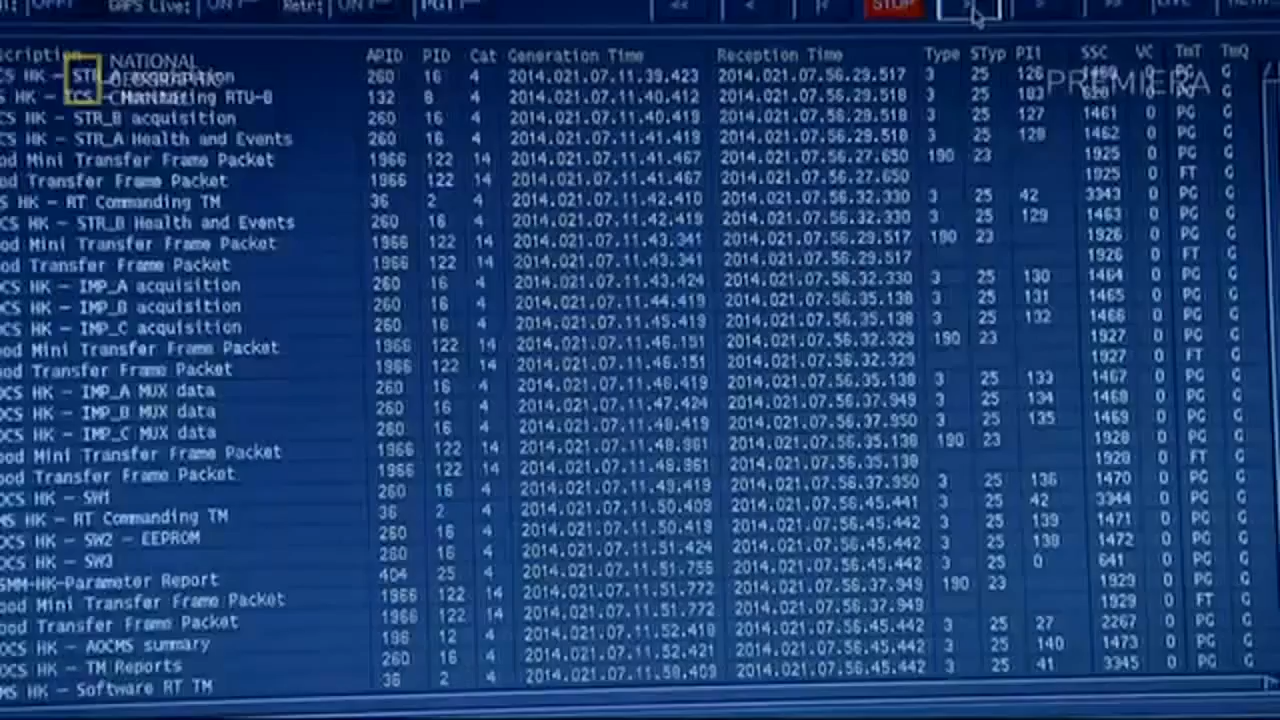 GAPS Live: Retr: PG1 << < |< STOP > >> LIVE
scription APID PID Cat Generation Time Reception Time Type STyp PI1 SSC VC TmT TmQ
NATIONAL
PREMIERA
CS HK - 260 16 4 2014.021.07.11.39.423 2014.021.07.56.29.517 3 25 126 0 PG G
S HK - TCS - Monitoring RTU-B 132 8 4 2014.021.07.11.40.412 2014.021.07.56.29.518 3 25 103 0 PG G
CS HK - STR_B acquisition 260 16 4 2014.021.07.11.40.419 2014.021.07.56.29.518 3 25 127 1461 0 PG G
CS HK - STR_A Health and Events 260 16 4 2014.021.07.11.41.419 2014.021.07.56.29.518 3 25 128 1462 0 PG G
od Mini Transfer Frame Packet 1966 122 14 2014.021.07.11.41.467 2014.021.07.56.27.650 190 23 1925 0 PG G
od Transfer Frame Packet 1966 122 14 2014.021.07.11.41.467 2014.021.07.56.27.650 1925 0 FT G
S HK - RT Commanding TM 36 2 4 2014.021.07.11.42.410 2014.021.07.56.32.330 3 25 42 3343 0 PG G
CS HK - STR_B Health and Events 260 16 4 2014.021.07.11.42.419 2014.021.07.56.32.330 3 25 129 1463 0 PG G
od Mini Transfer Frame Packet 1966 122 14 2014.021.07.11.43.341 2014.021.07.56.29.517 190 23 1926 0 PG G
od Transfer Frame Packet 1966 122 14 2014.021.07.11.43.341 2014.021.07.56.29.517 1926 0 FT G
OCS HK - IMP_A acquisition 260 16 4 2014.021.07.11.43.424 2014.021.07.56.32.330 3 25 130 1464 0 PG G
OCS HK - IMP_B acquisition 260 16 4 2014.021.07.11.44.419 2014.021.07.56.35.138 3 25 131 1465 0 PG G
OCS HK - IMP_C acquisition 260 16 4 2014.021.07.11.45.419 2014.021.07.56.35.138 3 25 132 1466 0 PG G
od Mini Transfer Frame Packet 1966 122 14 2014.021.07.11.46.151 2014.021.07.56.32.329 190 23 1927 0 PG G
od Transfer Frame Packet 1966 122 14 2014.021.07.11.46.151 2014.021.07.56.32.329 1927 0 FT G
OCS HK - IMP_A MUX data 260 16 4 2014.021.07.11.46.419 2014.021.07.56.35.138 3 25 133 1467 0 PG G
OCS HK - IMP_B MUX data 260 16 4 2014.021.07.11.47.424 2014.021.07.56.37.949 3 25 134 1468 0 PG G
OCS HK - IMP_C MUX data 260 16 4 2014.021.07.11.48.419 2014.021.07.56.37.950 3 25 135 1469 0 PG G
ood Mini Transfer Frame Packet 1966 122 14 2014.021.07.11.48.961 2014.021.07.56.35.138 190 23 1928 0 PG G
ood Transfer Frame Packet 1966 122 14 2014.021.07.11.48.961 2014.021.07.56.35.138 1928 0 FT G
OCS HK - SW1 260 16 4 2014.021.07.11.49.419 2014.021.07.56.37.950 3 25 136 1470 0 PG G
MS HK - RT Commanding TM 36 2 4 2014.021.07.11.50.409 2014.021.07.56.45.441 3 25 42 3344 0 PG G
OCS HK - SW2 - EEPROM 260 16 4 2014.021.07.11.50.419 2014.021.07.56.45.442 3 25 139 1471 0 PG G
OCS HK - SW3 260 16 4 2014.021.07.11.51.424 2014.021.07.56.45.442 3 25 138 1472 0 PG G
SMM-HK-Parameter Report 404 25 4 2014.021.07.11.51.756 2014.021.07.56.45.442 3 25 0 641 0 PG G
ood Mini Transfer Frame Packet 1966 122 14 2014.021.07.11.51.772 2014.021.07.56.37.949 190 23 1929 0 PG G
ood Transfer Frame Packet 1966 122 14 2014.021.07.11.51.772 2014.021.07.56.37.949 1929 0 FT G
OCS HK - AOCMS summary 196 12 4 2014.021.07.11.52.418 2014.021.07.56.45.442 3 25 27 2267 0 PG G
OCS HK - TM Reports 260 16 4 2014.021.07.11.52.421 2014.021.07.56.45.442 3 25 140 1473 0 PG G
MS HK - Software RT TM 36 2 4 2014.021.07.11.58.409 2014.021.07.56.45.442 3 25 41 3345 0 PG G